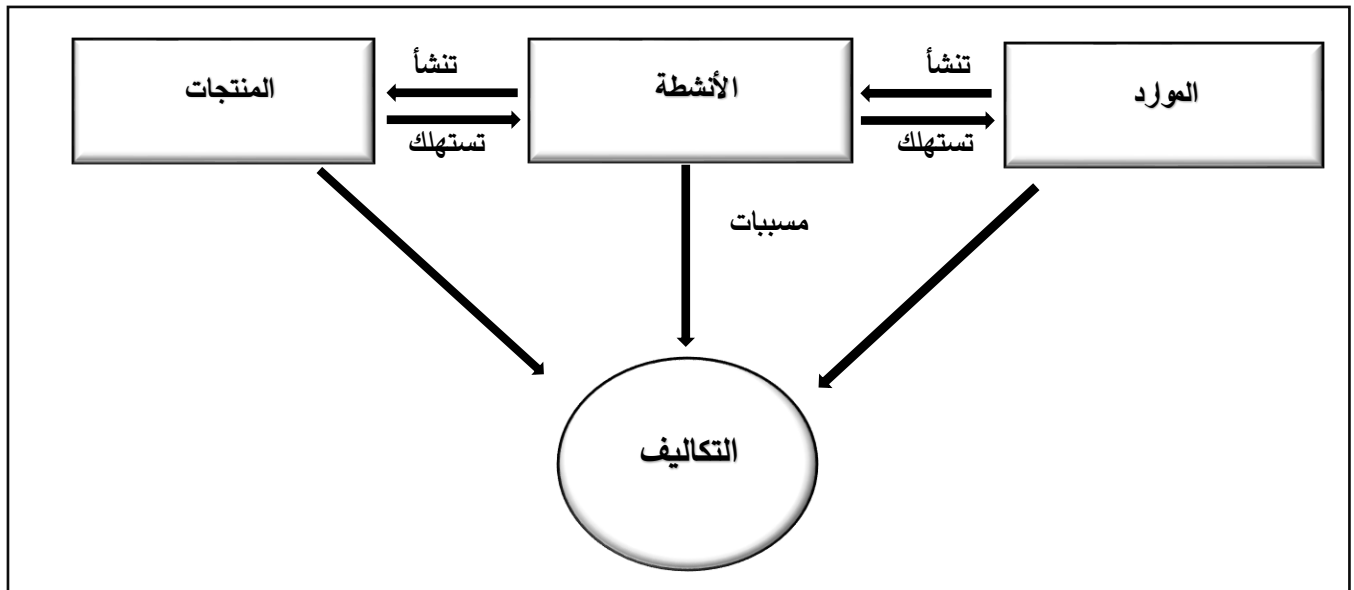 الموارد
تنشأ
تستهلك
الأنشطة
تنشأ
تستهلك
المنتجات
مسببات
التكاليف